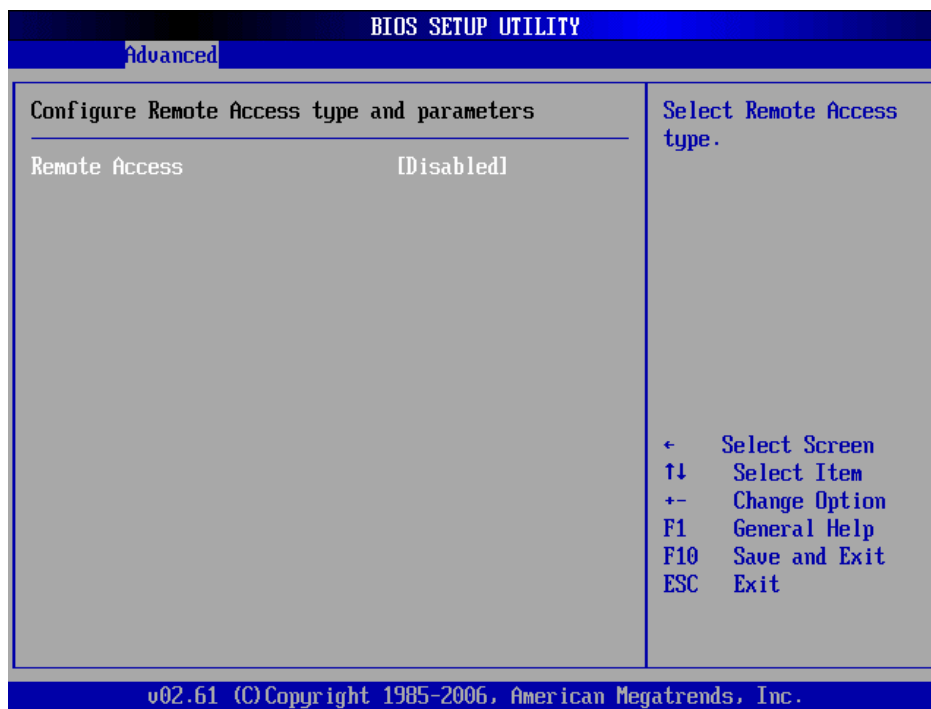 BIOS SETUP UTILITY
Advanced
Configure Remote Access type and parameters
Remote Access [Disabled]
Select Remote Access
type.
← Select Screen
↑↓ Select Item
+- Change Option
F1 General Help
F10 Save and Exit
ESC Exit
v02.61 (C)Copyright 1985-2006, American Megatrends, Inc.